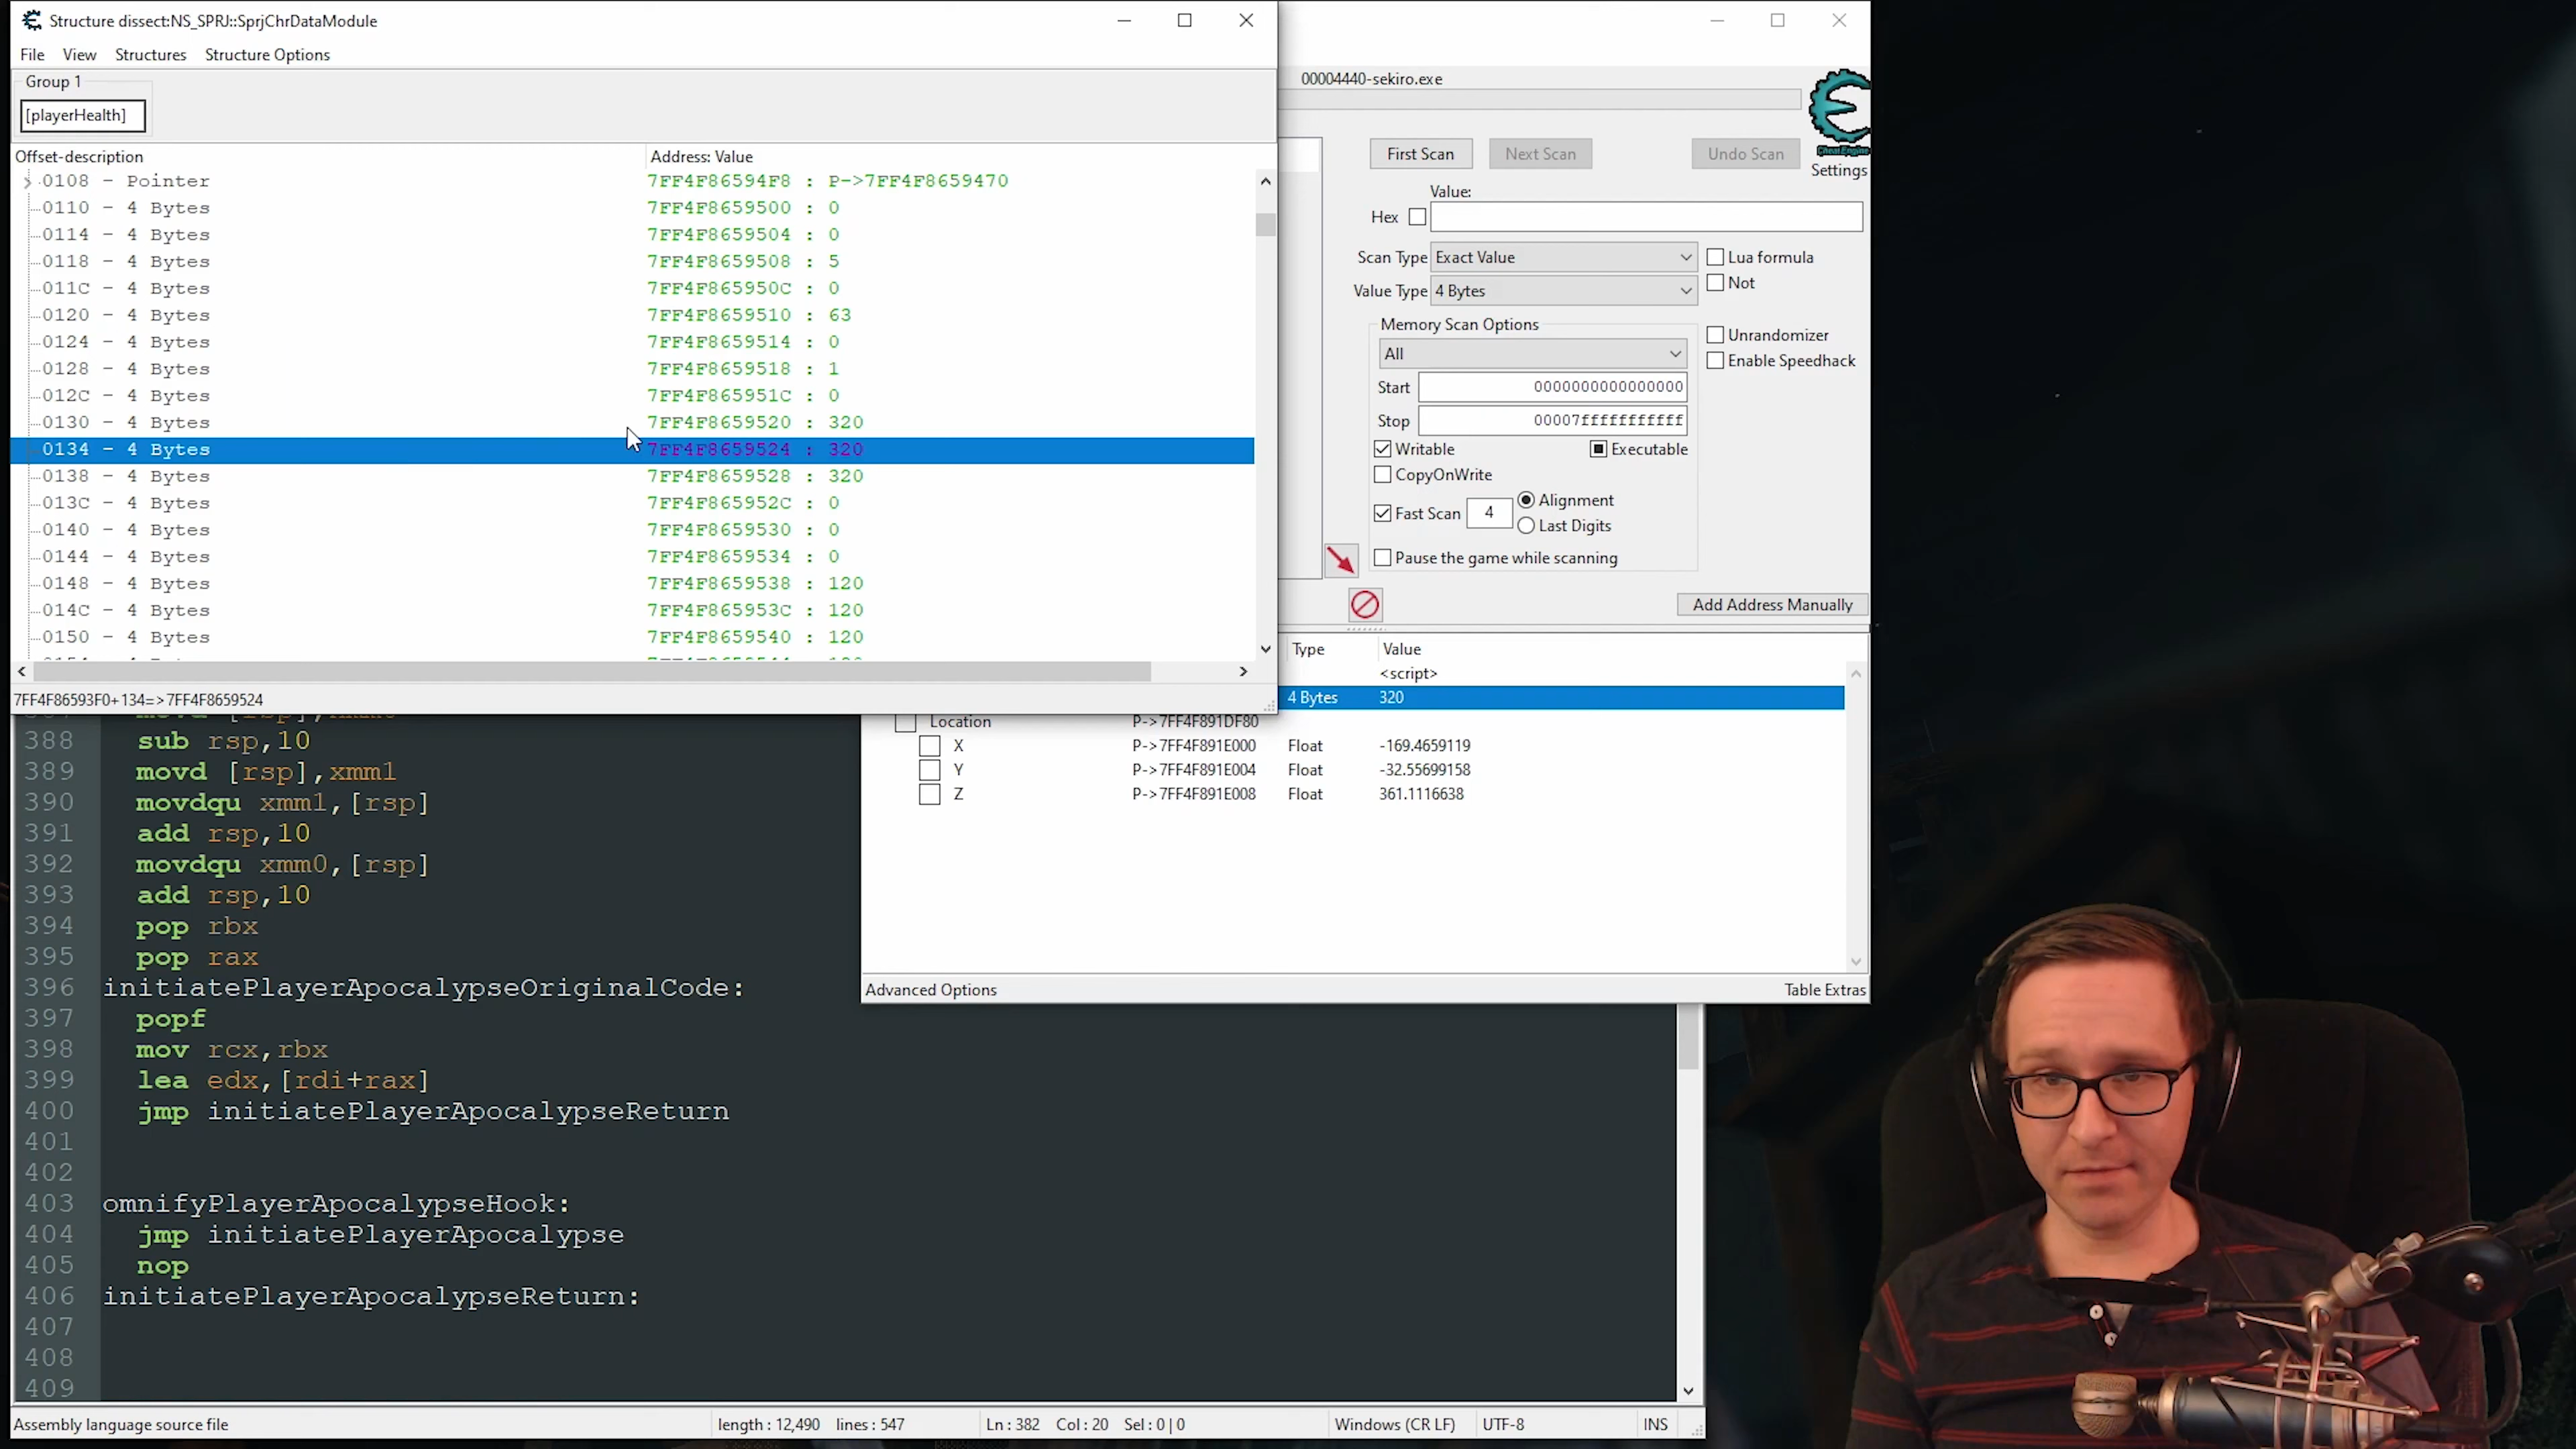 Structure dissect:NS_SPRJ::SprjChrDataModule
File View Structures Structure Options
Group 1
[playerHealth]
Offset-description Address: Value
0108 - Pointer 7FF4F86594F8 : P->7FF4F8659470
0110 - 4 Bytes 7FF4F8659500 : 0
0114 - 4 Bytes 7FF4F8659504 : 0
0118 - 4 Bytes 7FF4F8659508 : 5
011C - 4 Bytes 7FF4F865950C : 0
0120 - 4 Bytes 7FF4F8659510 : 63
0124 - 4 Bytes 7FF4F8659514 : 0
0128 - 4 Bytes 7FF4F8659518 : 1
012C - 4 Bytes 7FF4F865951C : 0
0130 - 4 Bytes 7FF4F8659520 : 320
0134 - 4 Bytes 7FF4F8659524 : 320
0138 - 4 Bytes 7FF4F8659528 : 320
013C - 4 Bytes 7FF4F865952C : 0
0140 - 4 Bytes 7FF4F8659530 : 0
0144 - 4 Bytes 7FF4F8659534 : 0
0148 - 4 Bytes 7FF4F8659538 : 120
014C - 4 Bytes 7FF4F865953C : 120
0150 - 4 Bytes 7FF4F8659540 : 120
7FF4F86593F0+134=>7FF4F8659524
00004440-sekiro.exe
Cheat Engine
Settings
First Scan Next Scan Undo Scan
Value:
Hex
Scan Type Exact Value Lua formula
Not
Value Type 4 Bytes
Memory Scan Options
All
Unrandomizer
Enable Speedhack
Start 0000000000000000
Stop 00007fffffffffff
Writable Executable
CopyOnWrite
Fast Scan 4 Alignment
Last Digits
Pause the game while scanning
Add Address Manually
Type Value
<script>
4 Bytes 320
Location P->7FF4F891DF80
X P->7FF4F891E000 Float -169.4659119
Y P->7FF4F891E004 Float -32.55699158
Z P->7FF4F891E008 Float 361.1116638
Advanced Options Table Extras
388 sub rsp,10
389 movd [rsp],xmm1
390 movdqu xmm1,[rsp]
391 add rsp,10
392 movdqu xmm0,[rsp]
393 add rsp,10
394 pop rbx
395 pop rax
396 initiatePlayerApocalypseOriginalCode:
397 popf
398 mov rcx,rbx
399 lea edx,[rdi+rax]
400 jmp initiatePlayerApocalypseReturn
401
402
403 omnifyPlayerApocalypseHook:
404 jmp initiatePlayerApocalypse
405 nop
406 initiatePlayerApocalypseReturn:
407
408
409
Assembly language source file length : 12,490 lines : 547 Ln : 382 Col : 20 Sel : 0 | 0 Windows (CR LF) UTF-8 INS